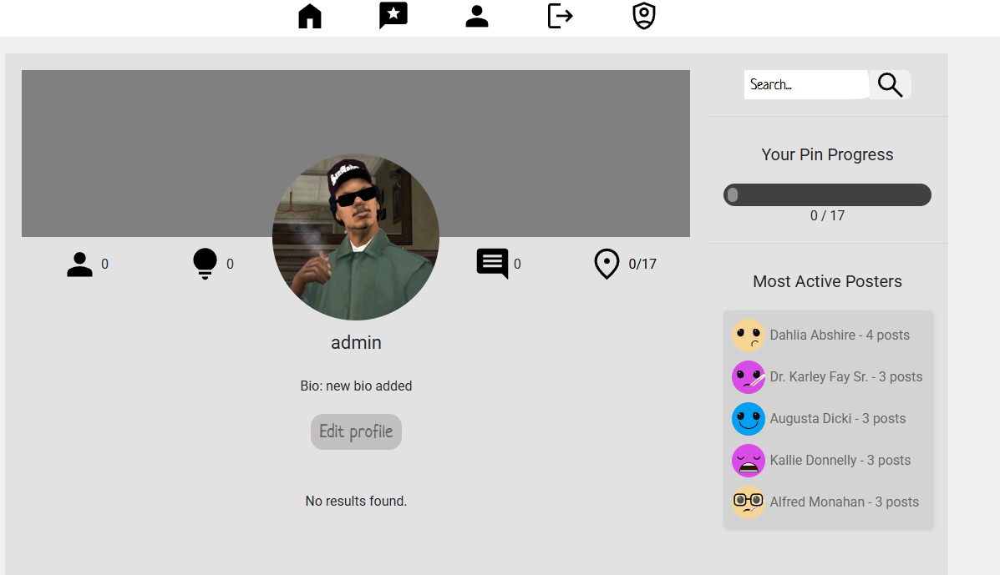 Search...
Your Pin Progress
0 / 17
0
0
0
0/17
admin
Bio: new bio added
Edit profile
No results found.
Most Active Posters
Dahlia Abshire - 4 posts
Dr. Karley Fay Sr. - 3 posts
Augusta Dicki - 3 posts
Kallie Donnelly - 3 posts
Alfred Monahan - 3 posts